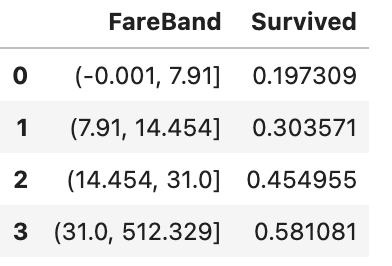 FareBand Survived
0 (-0.001, 7.91] 0.197309
1 (7.91, 14.454] 0.303571
2 (14.454, 31.0] 0.454955
3 (31.0, 512.329] 0.581081